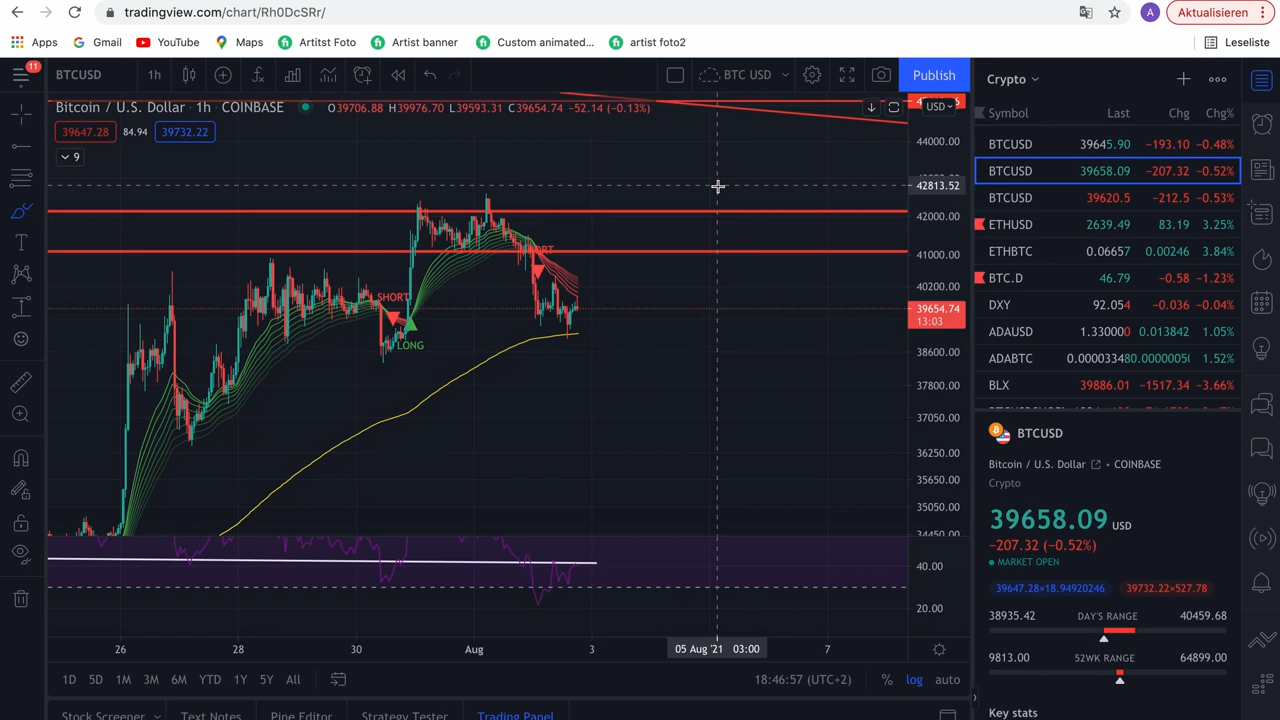 tradingview.com/chart/Rh0DcSRr/
A
Aktualisieren
Apps
Gmail
YouTube
Maps
Artitst Foto
Artist banner
Custom animated...
artist foto2
Leseliste
11
BTCUSD
1h
BTC USD
Publish
Crypto
Bitcoin / U.S. Dollar · 1h · COINBASE
O39706.88 H39976.70 L39593.31 C39654.74 −52.14 (−0.13%)
USD
39647.28
84.94
39732.22
9
44000.00
42813.52
42000.00
41000.00
40200.00
39654.74
13:03
38600.00
37800.00
37050.00
36250.00
35650.00
35050.00
34450.00
40.00
20.00
SHORT
SHORT
LONG
26
28
30
Aug
3
05 Aug '21 03:00
7
1D
5D
1M
3M
6M
YTD
1Y
5Y
All
18:46:57 (UTC+2)
%
log
auto
Stock Screener
Text Notes
Pine Editor
Strategy Tester
Trading Panel
Symbol Last Chg Chg%
BTCUSD 39645.90 −193.10 −0.48%
BTCUSD 39658.09 −207.32 −0.52%
BTCUSD 39620.5 −212.5 −0.53%
ETHUSD 2639.49 83.19 3.25%
ETHBTC 0.06657 0.00246 3.84%
BTC.D 46.79 −0.58 −1.23%
DXY 92.054 −0.036 −0.04%
ADAUSD 1.330000 0.013842 1.05%
ADABTC 0.0000334 80.0000050 1.52%
BLX 39886.01 −1517.34 −3.66%
BTCUSD
Bitcoin / U.S. Dollar COINBASE
Crypto
39658.09 USD
−207.32 (−0.52%)
MARKET OPEN
39647.28×18.94920246
39732.22×527.78
38935.42 DAY'S RANGE 40459.68
9813.00 52WK RANGE 64899.00
Key stats